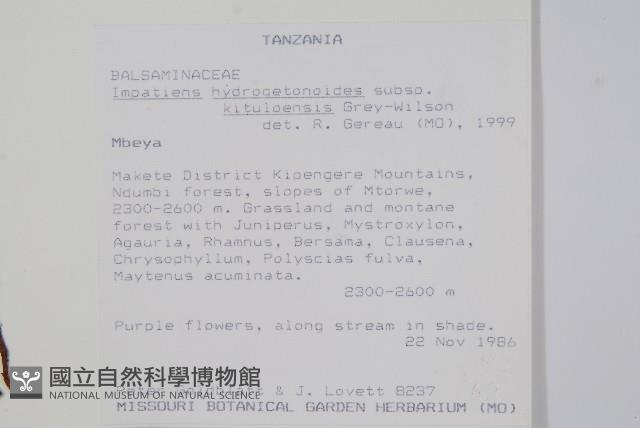 TANZANIA
BALSAMINACEAE
Impatiens hydrogetonoides subsp.
kituloensis Grey-Wilson
det. R. Gereau (MO), 1999
Mbeya
Makete District Kipengere Mountains,
Ndumbi forest, slopes of Mtorwe,
2300-2600 m. Grassland and montane
forest with Juniperus, Mystroxylon,
Agauria, Rhamnus, Bersama, Clausena,
Chrysophyllum, Polyscias fulva,
Maytenus acuminata.
2300-2600 m
Purple flowers, along stream in shade.
22 Nov 1986
& J. Lovett 8237
MISSOURI BOTANICAL GARDEN HERBARIUM (MO)
國立自然科學博物館
NATIONAL MUSEUM OF NATURAL SCIENCE